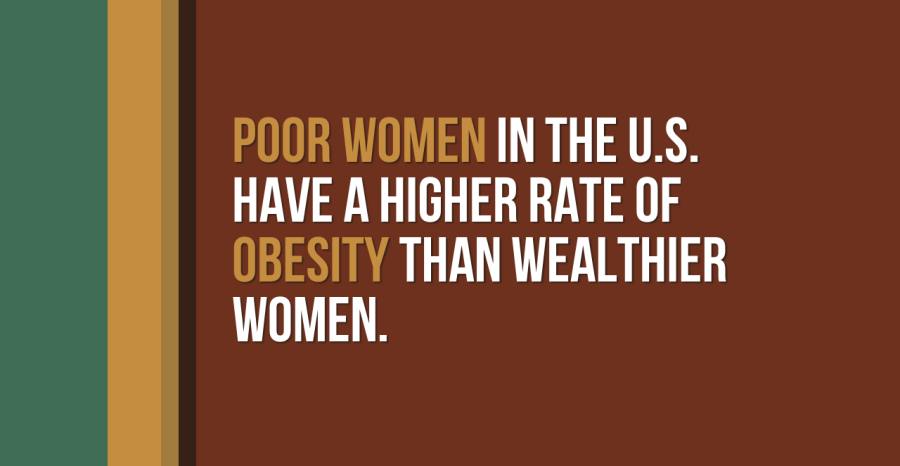 POOR WOMEN IN THE U.S.
HAVE A HIGHER RATE OF
OBESITY THAN WEALTHIER
WOMEN.